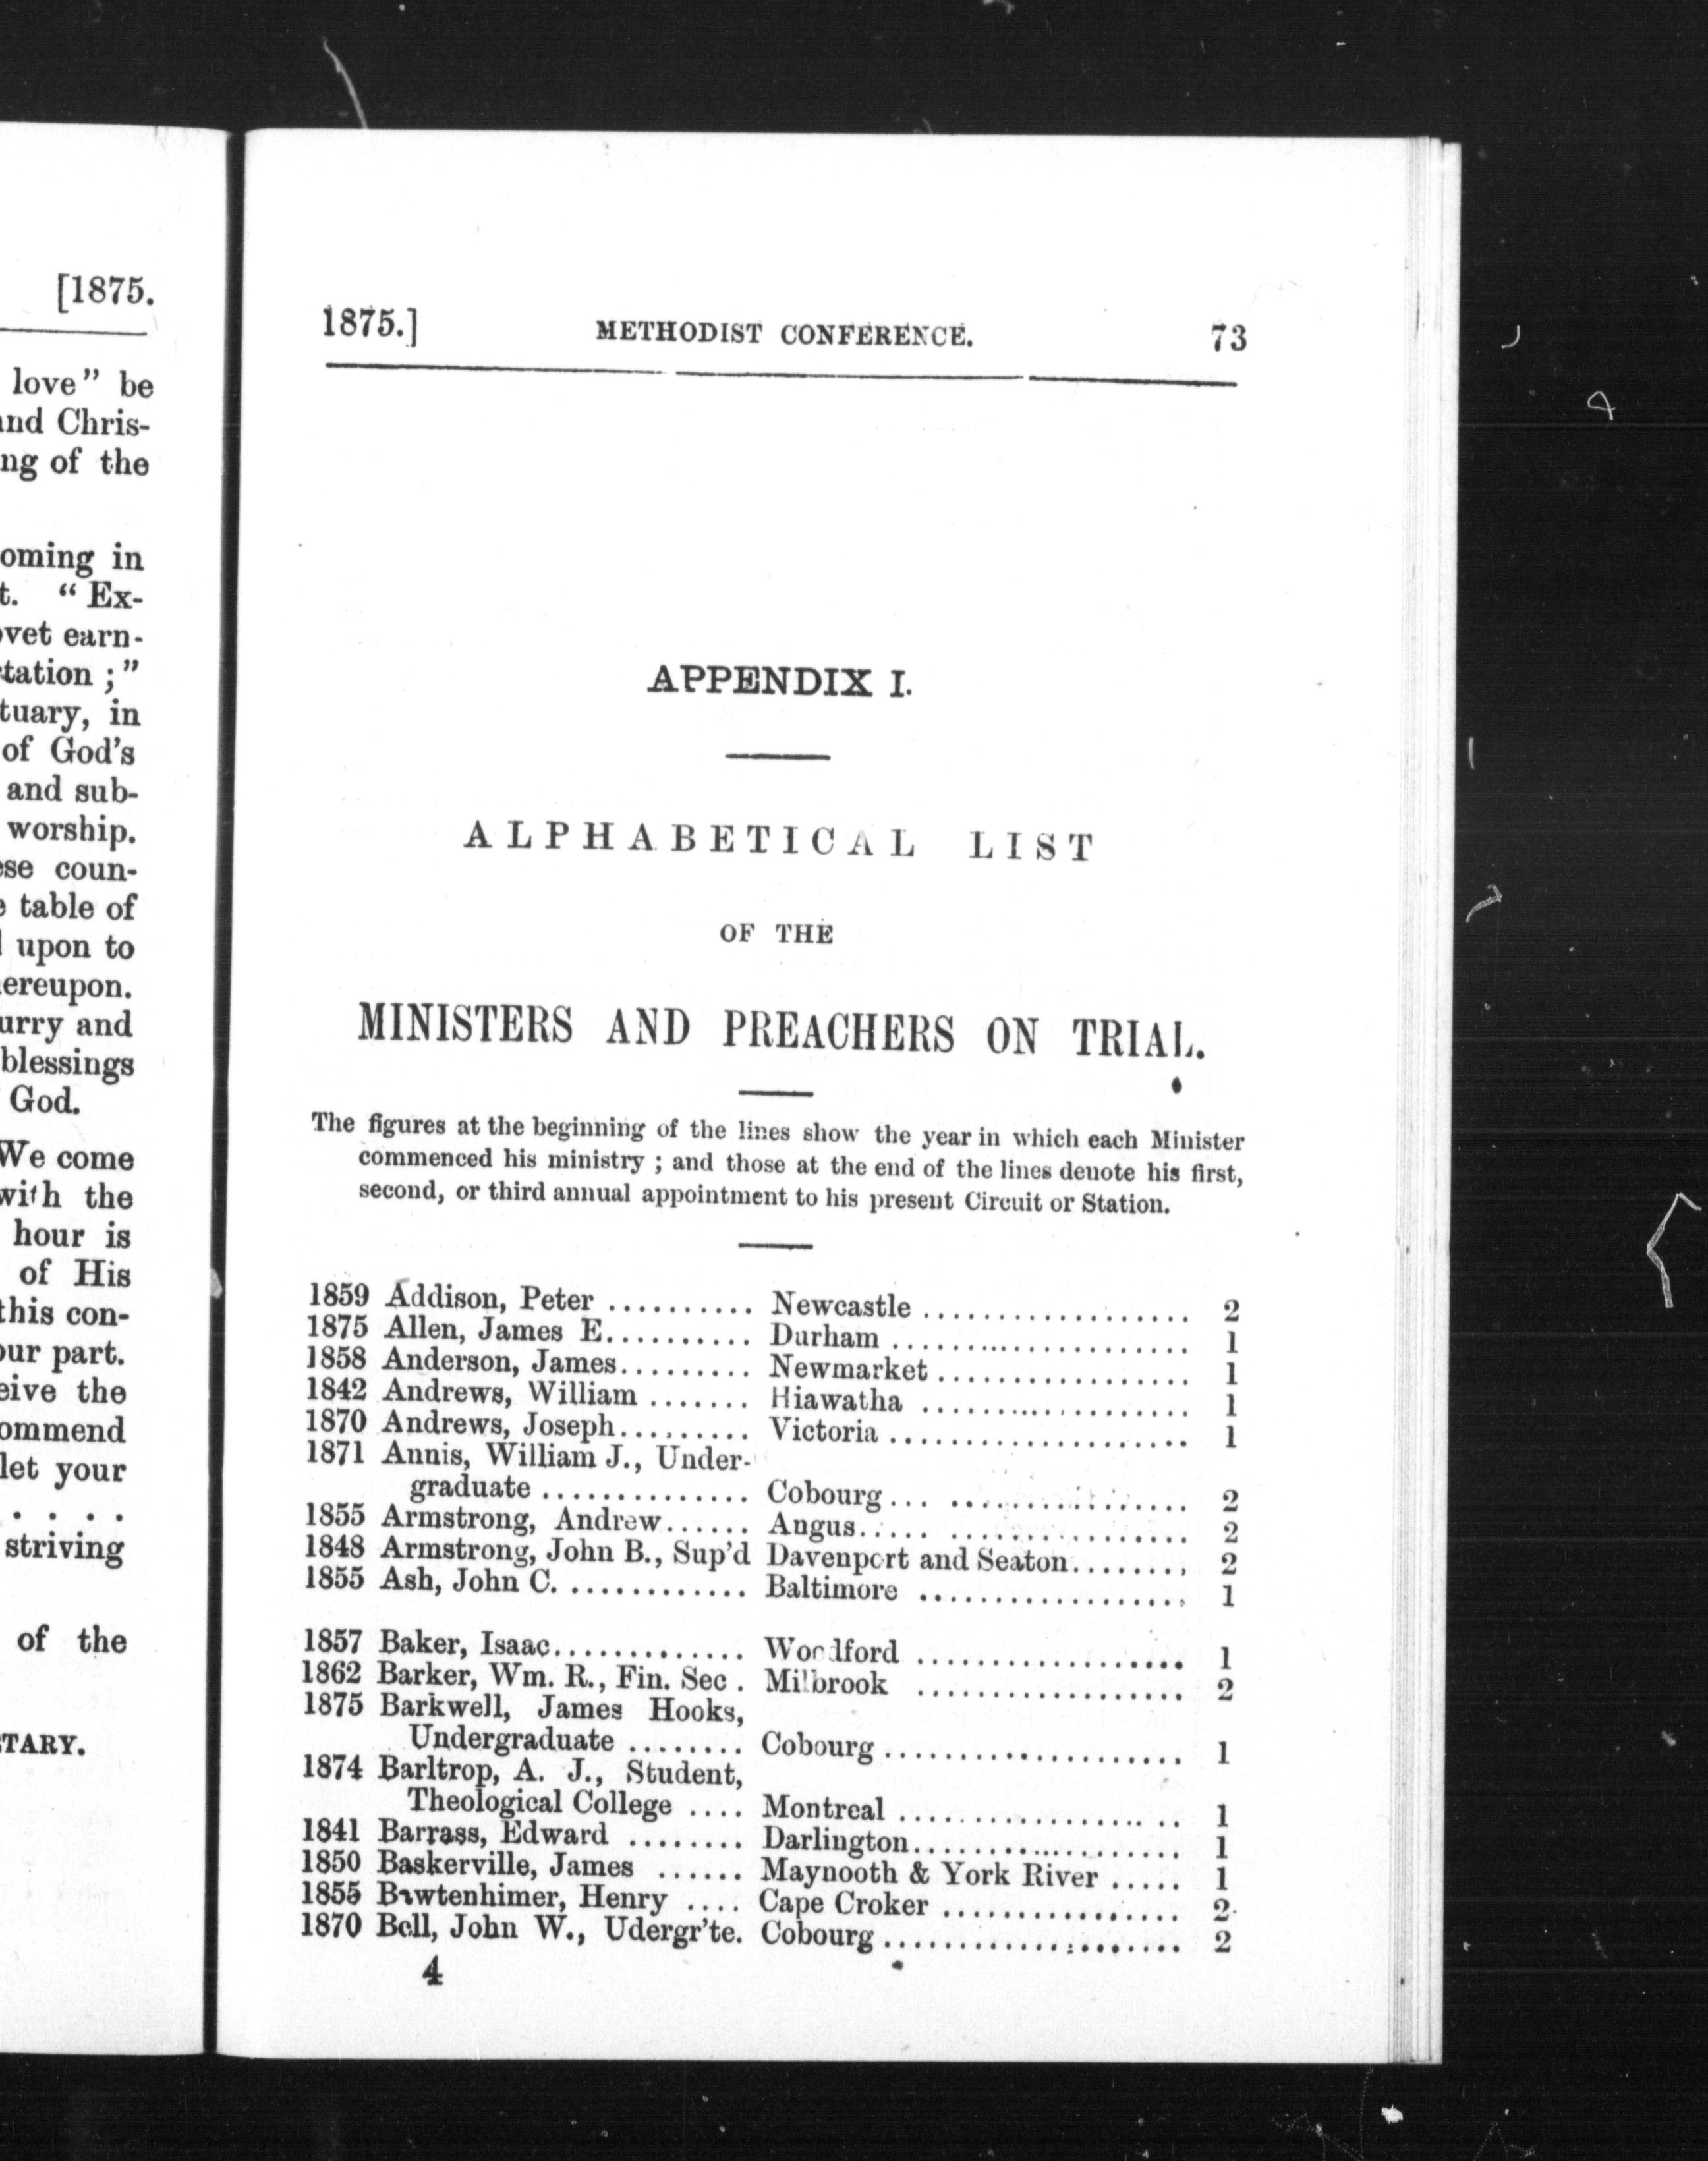 [1875.
love" be
and Chris-
ng of the
oming in
t. "Ex-
ovet earn-
tation ;"
tuary, in
of God's
and sub-
worship.
ese coun-
e table of
upon to
hereupon.
urry and
blessings
God.
We come
with the
hour is
of His
this con-
our part.
eive the
ommend
let your
. . . .
striving
of the
TARY.
1875.] METHODIST CONFERENCE. 73
APPENDIX I.
ALPHABETICAL LIST
OF THE
MINISTERS AND PREACHERS ON TRIAL.
The figures at the beginning of the lines show the year in which each Minister
commenced his ministry ; and those at the end of the lines denote his first,
second, or third annual appointment to his present Circuit or Station.
1859 Addison, Peter .......... Newcastle .................... 2
1875 Allen, James E.......... Durham ...................... 1
1858 Anderson, James......... Newmarket ................... 1
1842 Andrews, William ....... Hiawatha .................... 1
1870 Andrews, Joseph......... Victoria ..................... 1
1871 Annis, William J., Under-
graduate .............. Cobourg... .................. 2
1855 Armstrong, Andrew...... Angus..... .................. 2
1848 Armstrong, John B., Sup'd Davenport and Seaton........ 2
1855 Ash, John C. ............ Baltimore ................... 1
1857 Baker, Isaac............. Woodford ................... 1
1862 Barker, Wm. R., Fin. Sec . Millbrook ................... 2
1875 Barkwell, James Hooks,
Undergraduate ........ Cobourg ..................... 1
1874 Barltrop, A. J., Student,
Theological College .... Montreal .................... 1
1841 Barrass, Edward ........ Darlington................... 1
1850 Baskerville, James ...... Maynooth & York River ..... 1
1855 Bawtenhimer, Henry .... Cape Croker ................. 2
1870 Bell, John W., Udergr'te. Cobourg ..................... 2
4